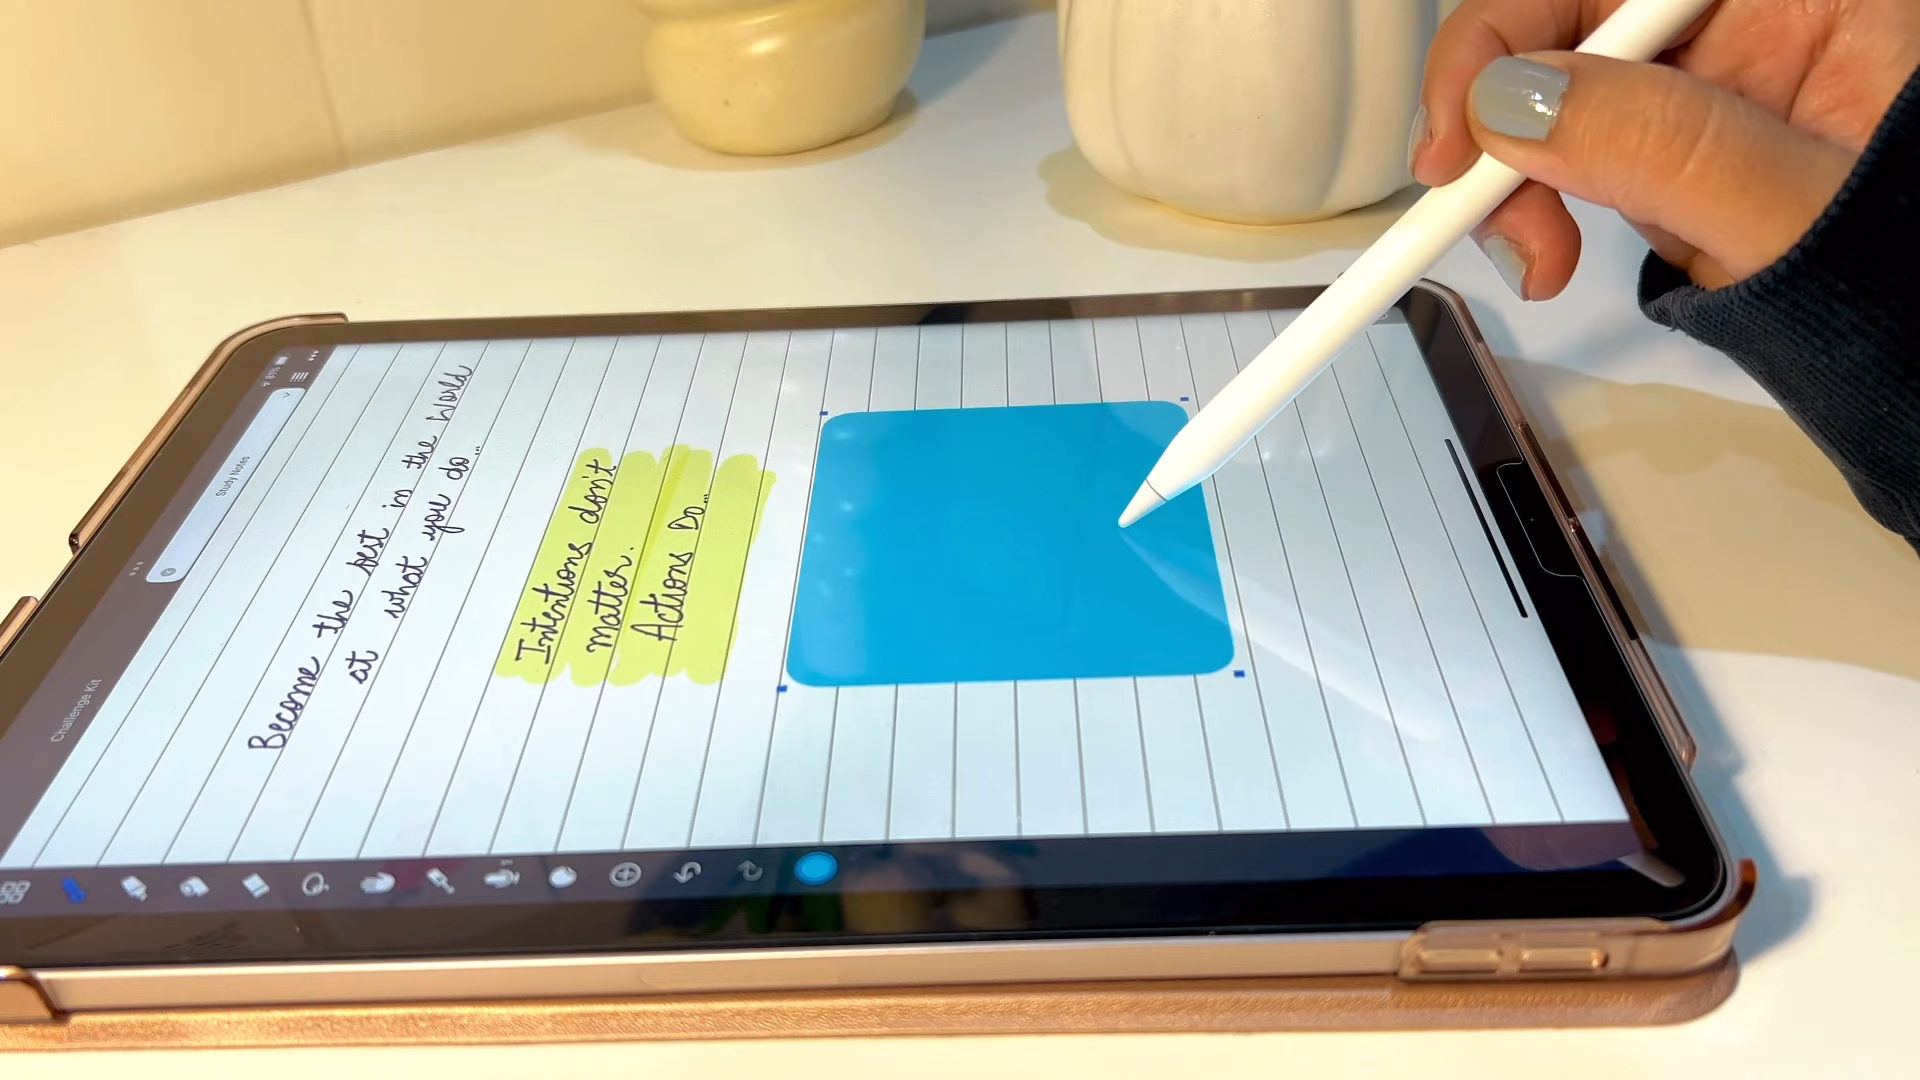 87%
Study Notes
Challenge Kit
Become the best in the World
at what you do...
Intentions don't
matter.
Actions Do...